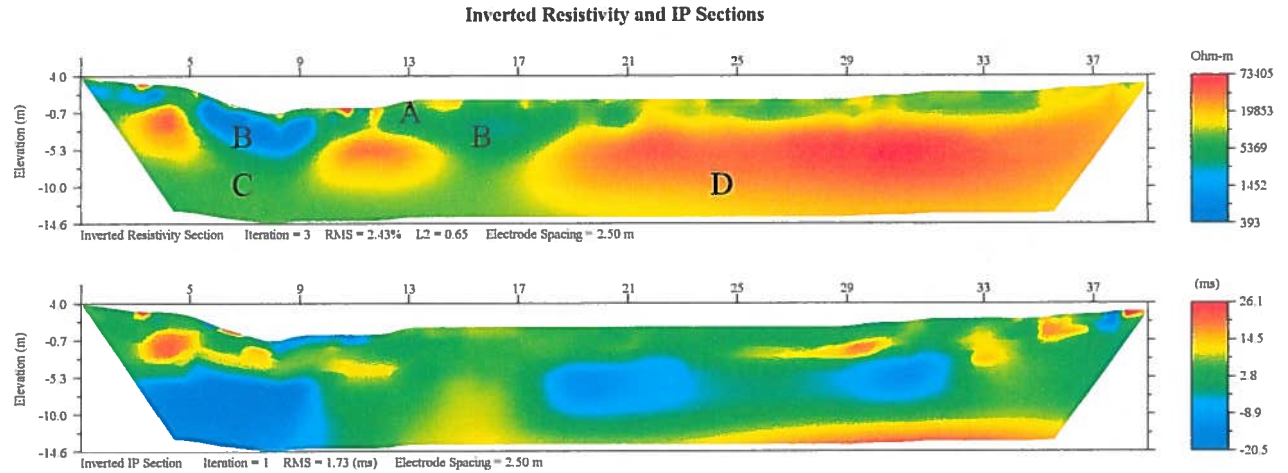 Inverted Resistivity and IP Sections
1 5 9 13 17 21 25 29 33 37
Ohm-m
4.0 -0.7 -5.3 -10.0 -14.6
Elevation (m)
A
B B
C D
73405 19853 5369 1452 393
Inverted Resistivity Section Iteration = 3 RMS = 2.43% L2 = 0.65 Electrode Spacing = 2.50 m
1 5 9 13 17 21 25 29 33 37
(ms)
4.0 -0.7 -5.3 -10.0 -14.6
Elevation (m)
26.1 14.5 2.8 -8.9 -20.5
Inverted IP Section Iteration = 1 RMS = 1.73 (ms) Electrode Spacing = 2.50 m